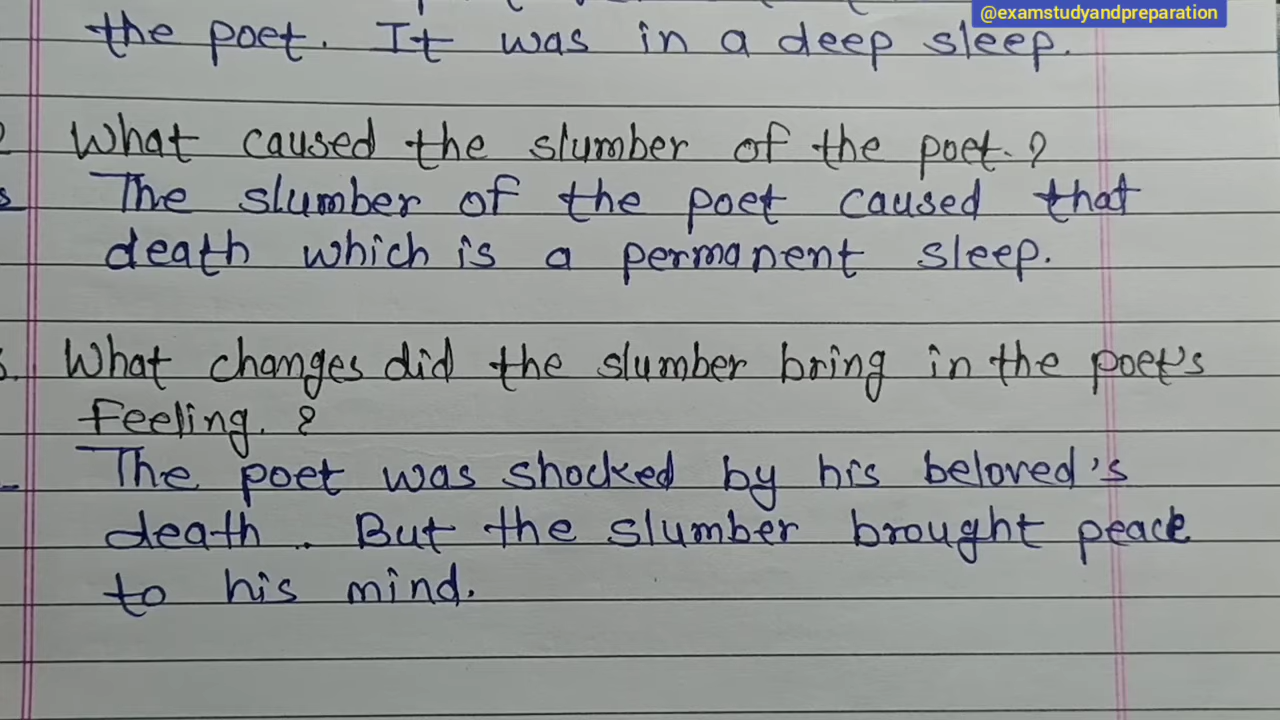 @examstudyandpreparation
the poet. It was in a deep sleep.
What caused the slumber of the poet.?
The slumber of the poet caused that
death which is a permanent sleep.
What changes did the slumber bring in the poet's
feeling.?
The poet was shocked by his beloved's
death. But the slumber brought peace
to his mind.